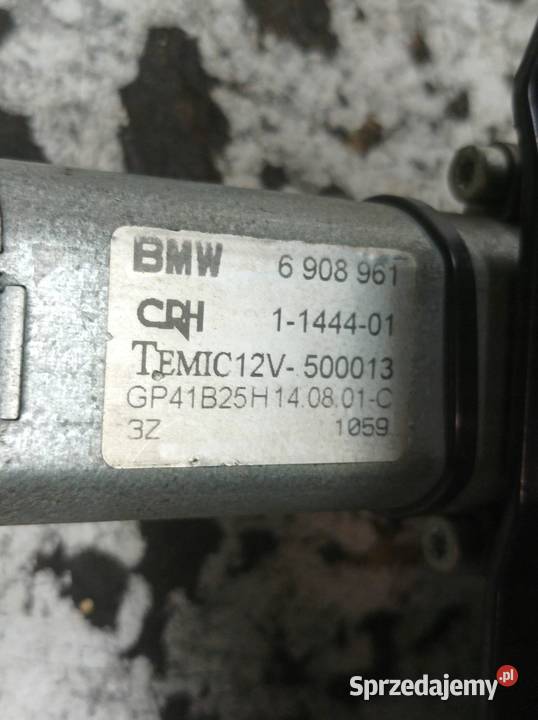 BMW 6 908 961
CRH 1-1444-01
TEMIC 12V- 500013
GP41B25H 14.08.01-C
3Z 1059
Sprzedajemy.pl